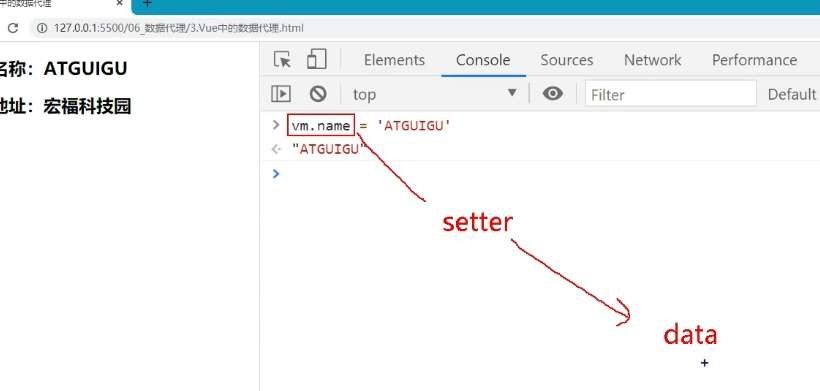 中的数据代理
127.0.0.1:5500/06_数据代理/3.Vue中的数据代理.html
Elements Console Sources Network Performance
top Filter Default
名称：ATGUIGU
地址：宏福科技园
> vm.name = 'ATGUIGU'
"ATGUIGU"
>
setter
data